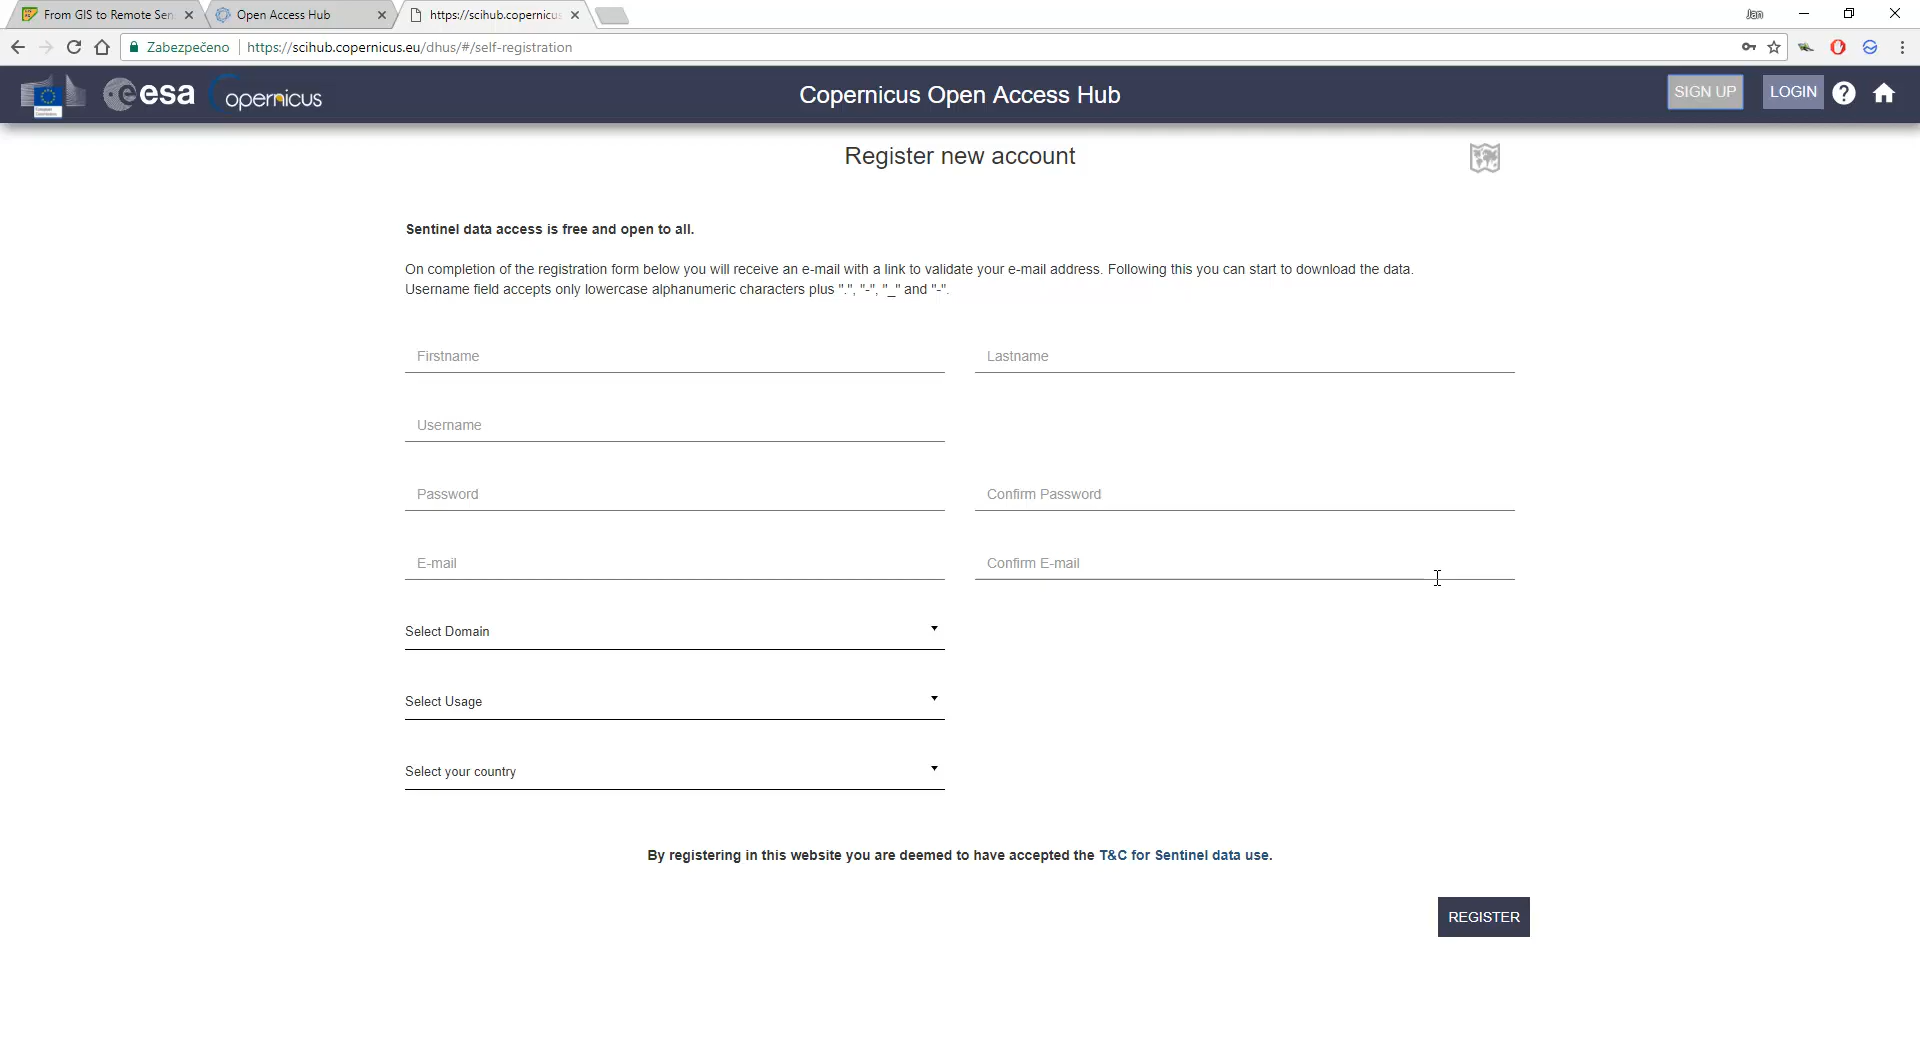 From GIS to Remote Sen
Open Access Hub
https://scihub.copernicus
Jan
Zabezpečeno
https://scihub.copernicus.eu/dhus/#/self-registration
esa
opernicus
Copernicus Open Access Hub
SIGN UP
LOGIN
?
Register new account
Sentinel data access is free and open to all.
On completion of the registration form below you will receive an e-mail with a link to validate your e-mail address. Following this you can start to download the data.
Username field accepts only lowercase alphanumeric characters plus ".", "-", "_" and "-".
Firstname
Lastname
Username
Password
Confirm Password
E-mail
Confirm E-mail
Select Domain
Select Usage
Select your country
By registering in this website you are deemed to have accepted the T&C for Sentinel data use.
REGISTER